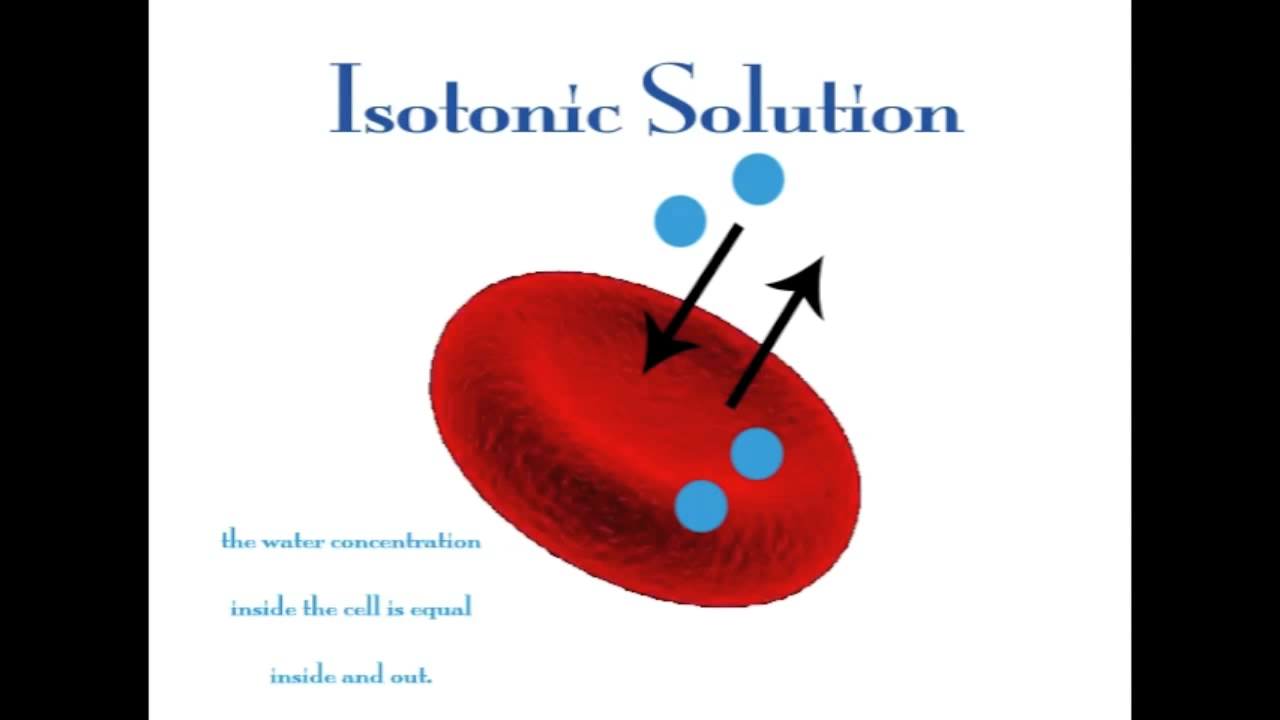 Isotonic Solution
the water concentration
inside the cell is equal
inside and out.